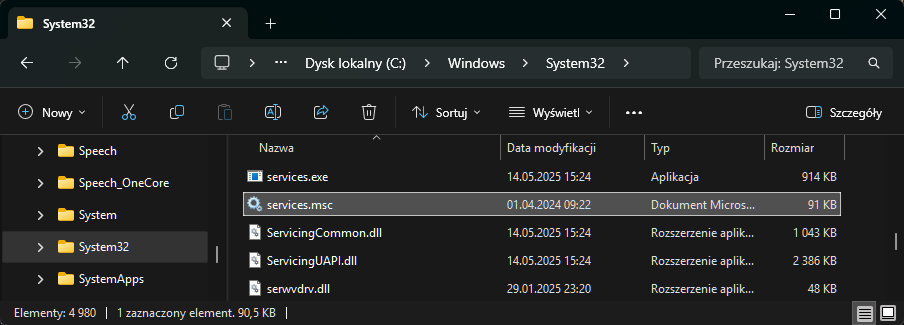 System32
Dysk lokalny (C:) Windows System32 Przeszukaj: System32
Nowy Sortuj Wyświetl Szczegóły
Nazwa Data modyfikacji Typ Rozmiar
Speech
Speech_OneCore
System
System32
SystemApps
services.exe 14.05.2025 15:24 Aplikacja 914 KB
services.msc 01.04.2024 09:22 Dokument Micros... 91 KB
ServicingCommon.dll 14.05.2025 15:24 Rozszerzenie aplik... 1 043 KB
ServicingUAPI.dll 14.05.2025 15:24 Rozszerzenie aplik... 2 386 KB
serwvdrv.dll 29.01.2025 23:20 Rozszerzenie aplik... 48 KB
Elementy: 4 980 1 zaznaczony element. 90,5 KB